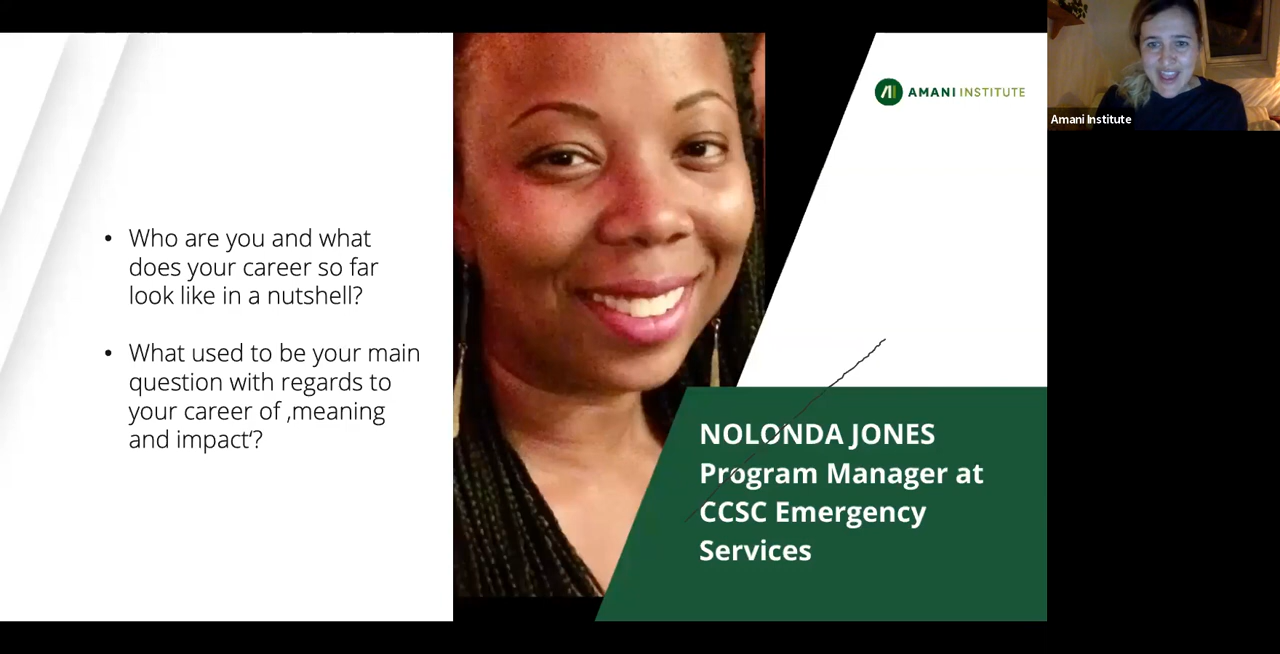 • Who are you and what
does your career so far
look like in a nutshell?
• What used to be your main
question with regards to
your career of ‚meaning
and impact‘?
AMANI INSTITUTE
NOLONDA JONES
Program Manager at
CCSC Emergency
Services
Amani Institute